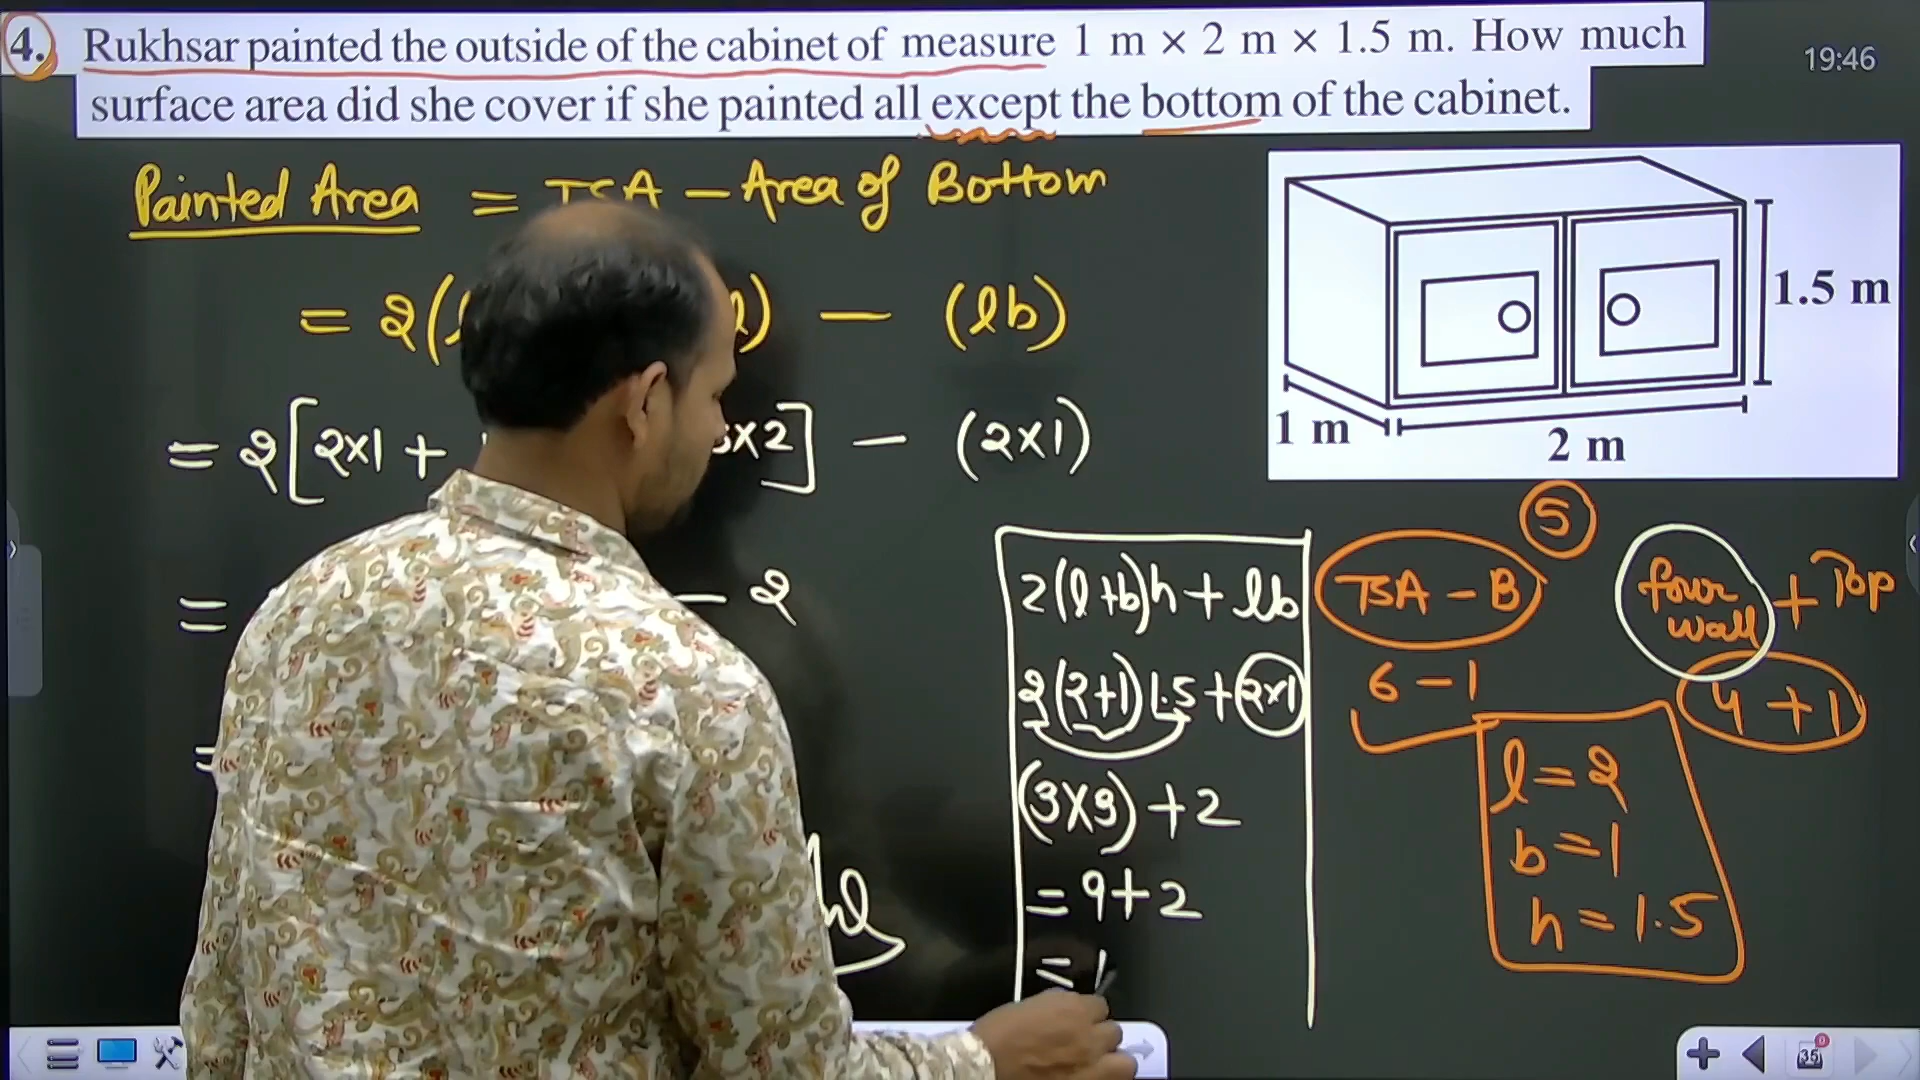 4. Rukhsar painted the outside of the cabinet of measure 1 m × 2 m × 1.5 m. How much
surface area did she cover if she painted all except the bottom of the cabinet.
19:46
Painted Area = TSA - Area of Bottom
= 2( ) - (lb)
= 2[2×1 + ×2] - (2×1)
= - 2
=
1.5 m
1 m
2 m
5
2(l+b)h + lb
2(2+1)1.5+(2×1)
(3×3)+2
= 9+2
= 1
TSA - B
6-1
four wall + Top
4+1
l = 2
b = 1
h = 1.5
35